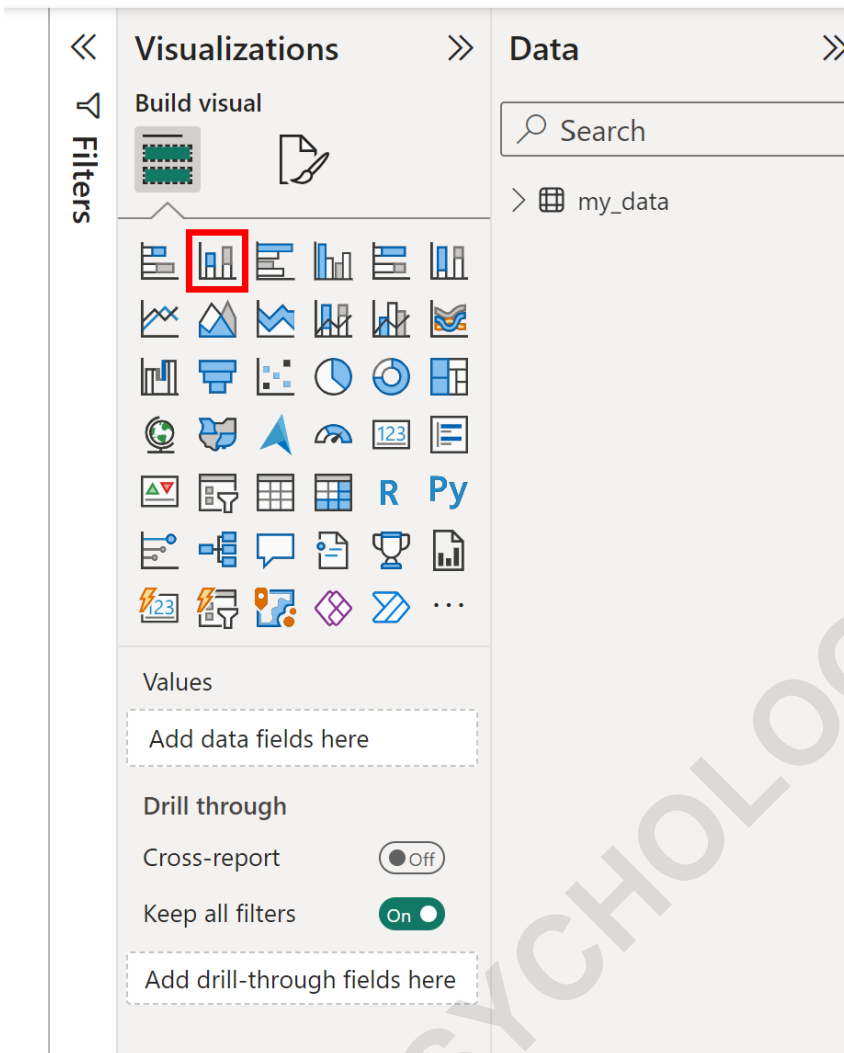 Visualizations
Data
Build visual
Filters
Search
my_data
123
R
Py
123
Values
Add data fields here
Drill through
Cross-report
Off
Keep all filters
On
Add drill-through fields here